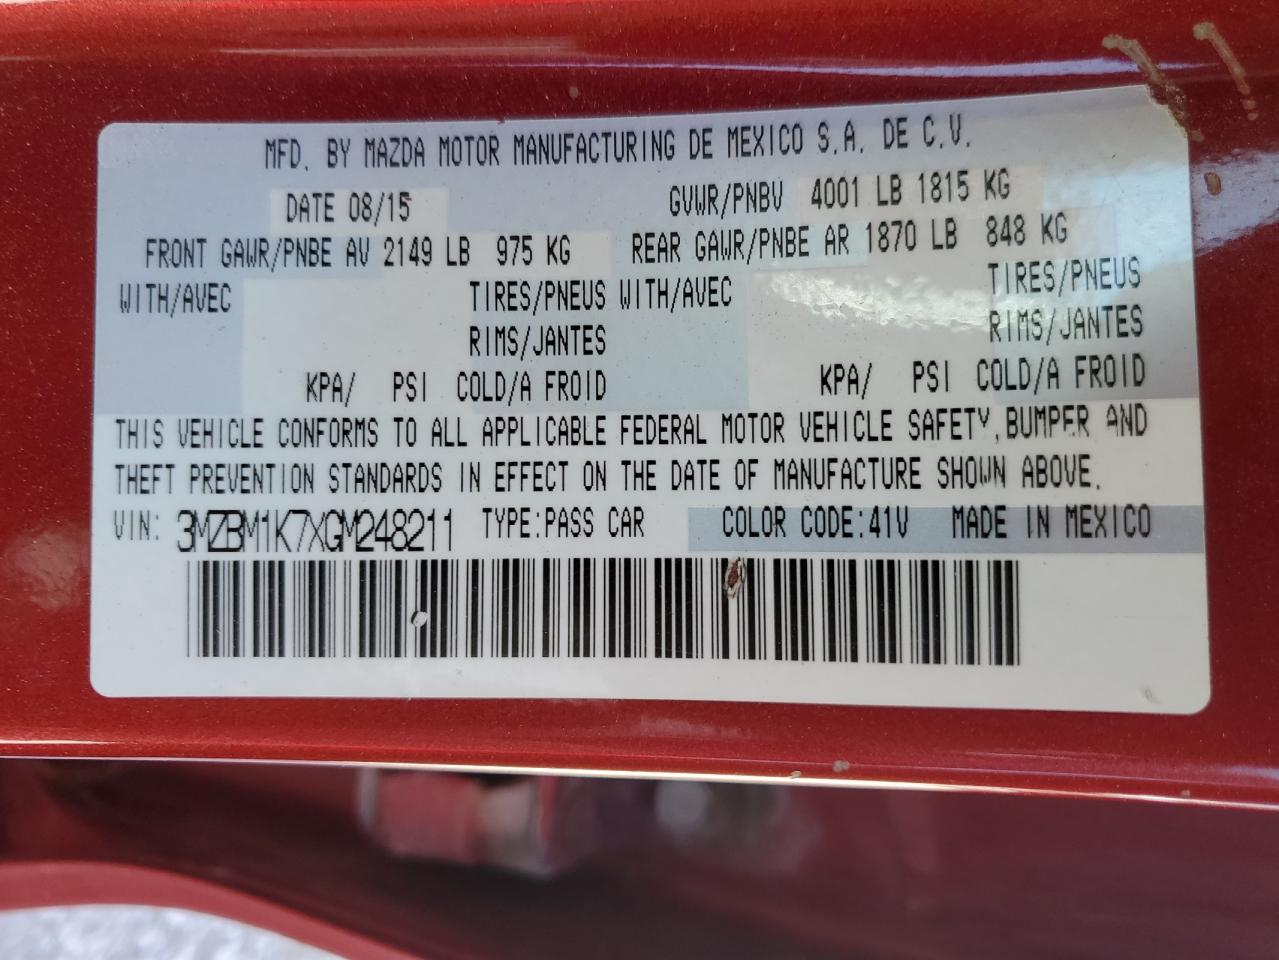 MFD. BY MAZDA MOTOR MANUFACTURING DE MEXICO S.A. DE C.V.
DATE 08/15 GVWR/PNBV 4001 LB 1815 KG
FRONT GAWR/PNBE AV 2149 LB 975 KG REAR GAWR/PNBE AR 1870 LB 848 KG
WITH/AVEC TIRES/PNEUS WITH/AVEC TIRES/PNEUS
RIMS/JANTES RIMS/JANTES
KPA/ PSI COLD/A FROID KPA/ PSI COLD/A FROID
THIS VEHICLE CONFORMS TO ALL APPLICABLE FEDERAL MOTOR VEHICLE SAFETY, BUMPER AND
THEFT PREVENTION STANDARDS IN EFFECT ON THE DATE OF MANUFACTURE SHOWN ABOVE.
VIN: 3MZBM1K7XGM248211 TYPE:PASS CAR COLOR CODE:41V MADE IN MEXICO